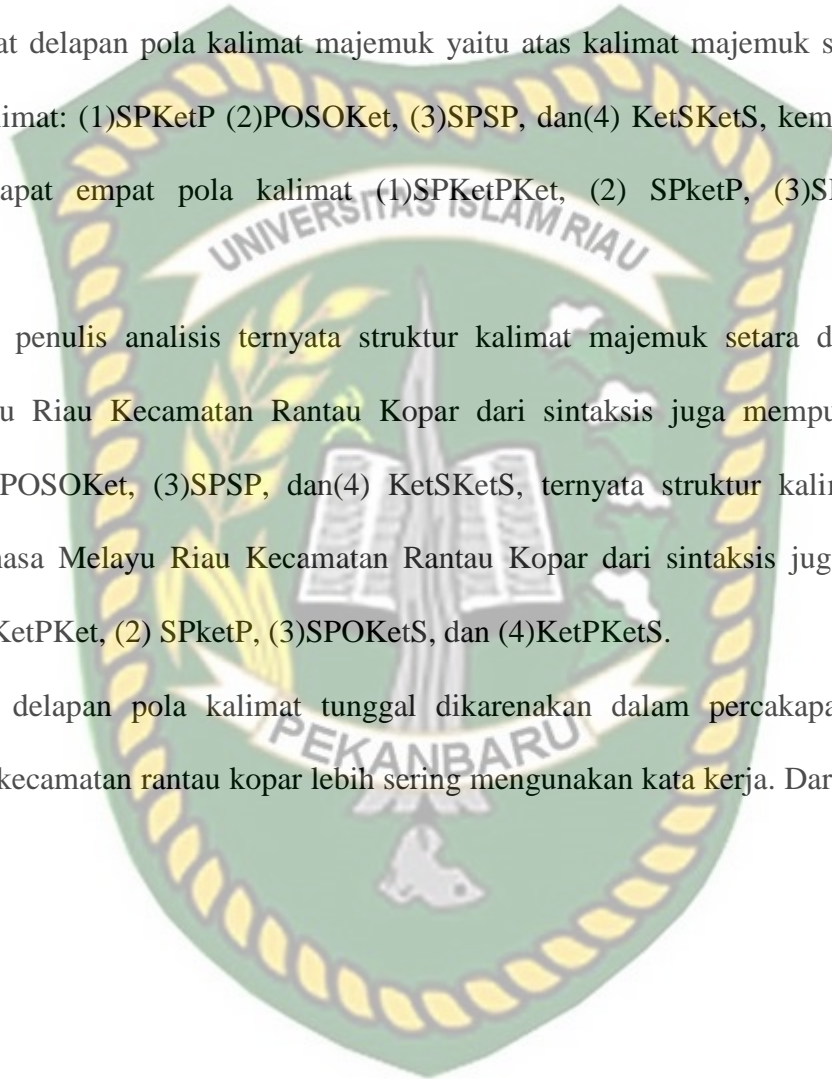 at delapan pola kalimat majemuk yaitu atas kalimat majemuk s
limat: (1)SPKetP (2)POSOKet, (3)SPSP, dan(4) KetSKetS, kem
apat empat pola kalimat (1)SPKetPKet, (2) SPketP, (3)SI
UNIVERSITAS ISLAM RIAU
penulis analisis ternyata struktur kalimat majemuk setara d
u Riau Kecamatan Rantau Kopar dari sintaksis juga mempu
POSOKet, (3)SPSP, dan(4) KetSKetS, ternyata struktur kalin
nasa Melayu Riau Kecamatan Rantau Kopar dari sintaksis jug
KetPKet, (2) SPketP, (3)SPOKetS, dan (4)KetPKetS.
delapan pola kalimat tunggal dikarenakan dalam percakapa
PEKANBARU
kecamatan rantau kopar lebih sering mengunakan kata kerja. Dar